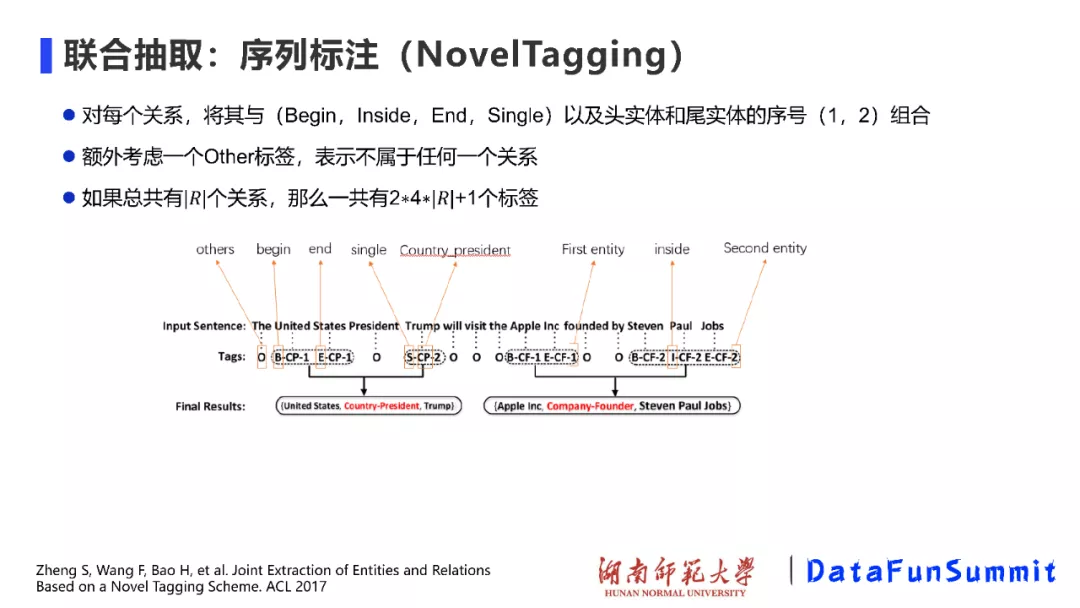 联合抽取：序列标注（NovelTagging）
对每个关系，将其与（Begin，Inside，End，Single）以及头实体和尾实体的序号（1，2）组合
额外考虑一个Other标签，表示不属于任何一个关系
如果总共有|R|个关系，那么一共有2*4*|R|+1个标签
others begin end single Country_president First entity inside Second entity
Input Sentence: The United States President Trump will visit the Apple Inc founded by Steven Paul Jobs
Tags: O B-CP-1 E-CP-1 O S-CP-2 O O O B-CF-1 E-CF-1 O O B-CF-2 I-CF-2 E-CF-2
Final Results: {United States, Country-President, Trump} {Apple Inc, Company-Founder, Steven Paul Jobs}
Zheng S, Wang F, Bao H, et al. Joint Extraction of Entities and Relations
Based on a Novel Tagging Scheme. ACL 2017
湖南师范大学
HUNAN NORMAL UNIVERSITY
DataFunSummit